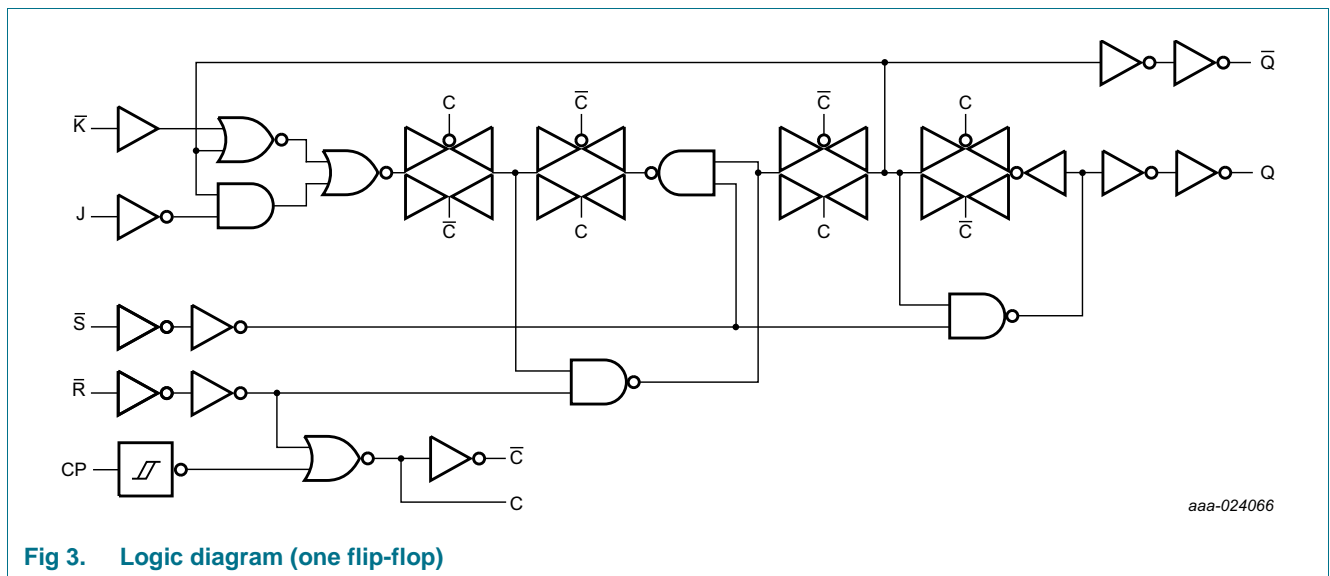 Q̅
C
C̅
C̅
C
K̅
J
Q
C̅
C
C
C̅
S̅
R̅
CP
C̅
C
aaa-024066
Fig 3. Logic diagram (one flip-flop)